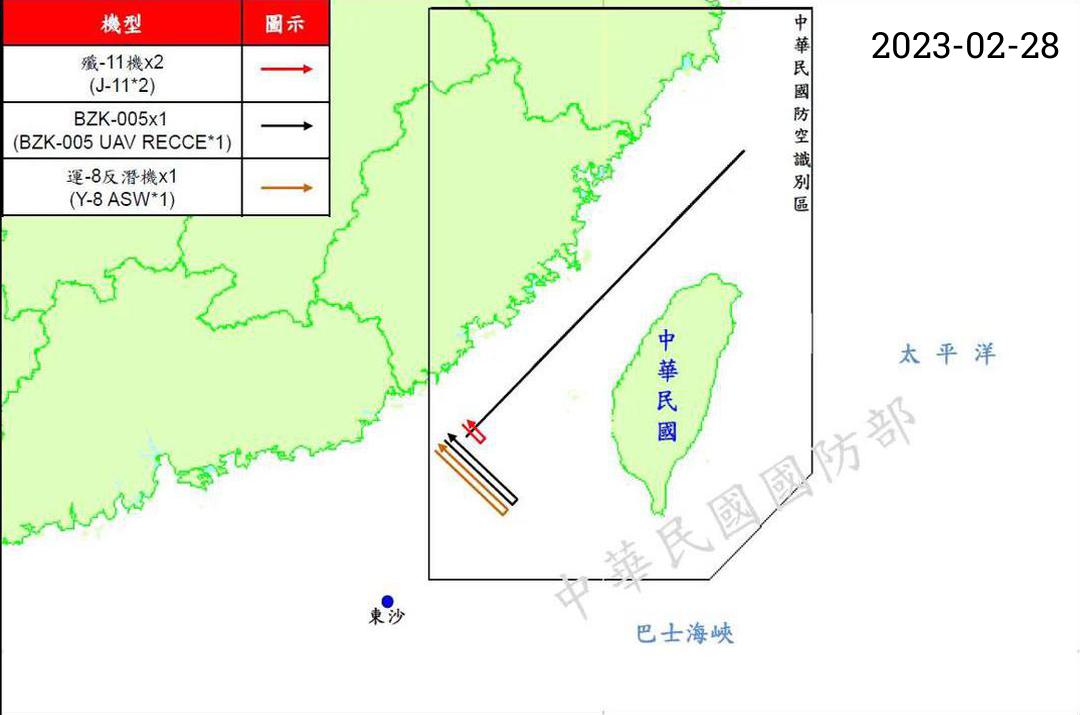 機型 圖示
殲-11機x2
(J-11*2)
BZK-005x1
(BZK-005 UAV RECCE*1)
運-8反潛機x1
(Y-8 ASW*1)
2023-02-28
中華民國防空識別區
中華民國
太平洋
中華民國國防部
東沙
巴士海峽